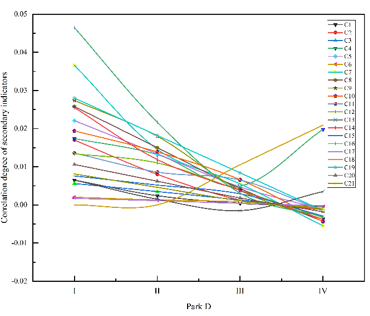 Correlation degree of secondary indicators
0.05
0.04
0.03
0.02
0.01
0.00
-0.01
-0.02
I II III IV
Park D
C1
C2
C3
C4
C5
C6
C7
C8
C9
C10
C11
C12
C13
C14
C15
C16
C17
C18
C19
C20
C21